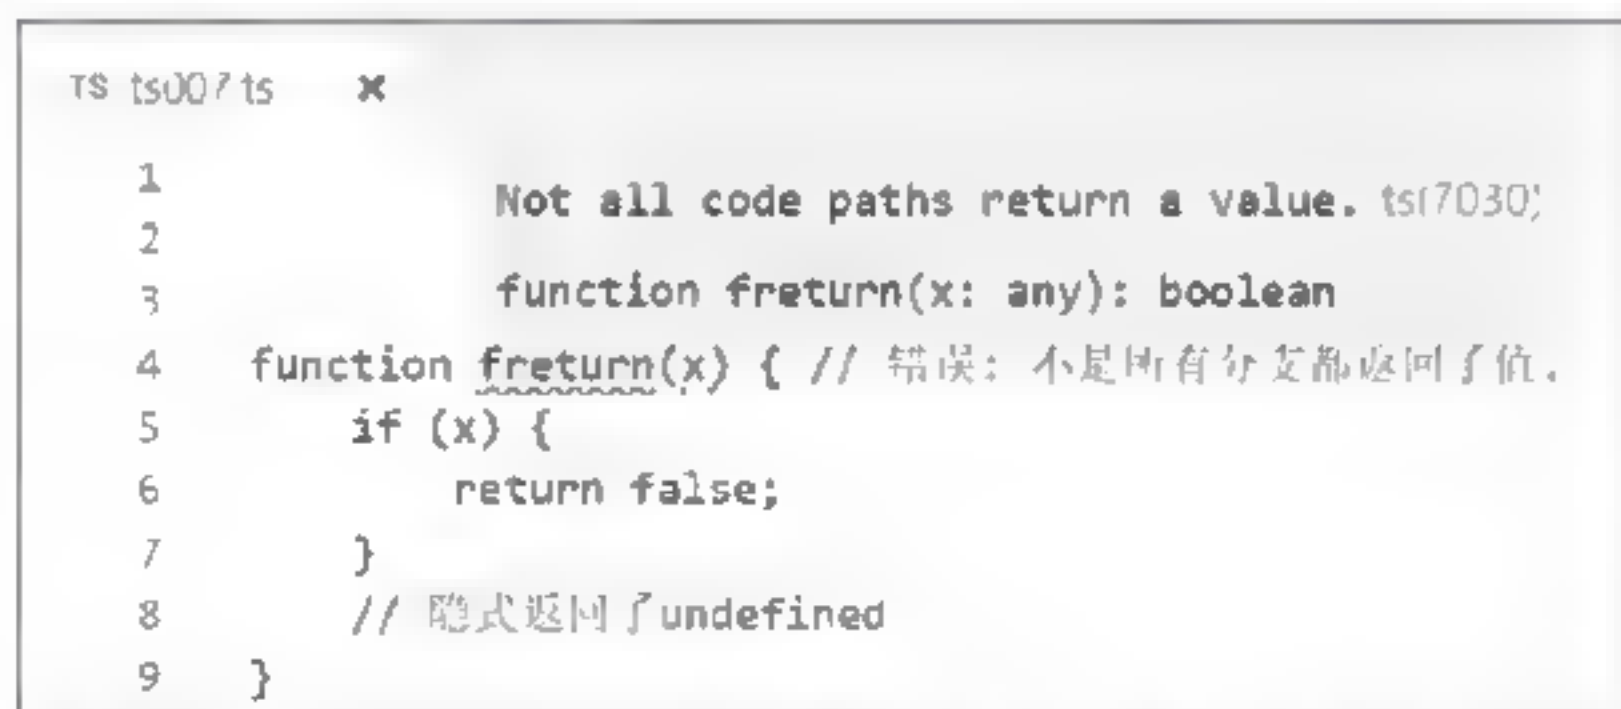 TS ts007.ts ×
1
Not all code paths return a value. ts(7030)
2
function freturn(x: any): boolean
3
4 function freturn(x) { // 错误: 不是所有分支都返回了值.
5 if (x) {
6 return false;
7 }
8 // 隐式返回了undefined
9 }